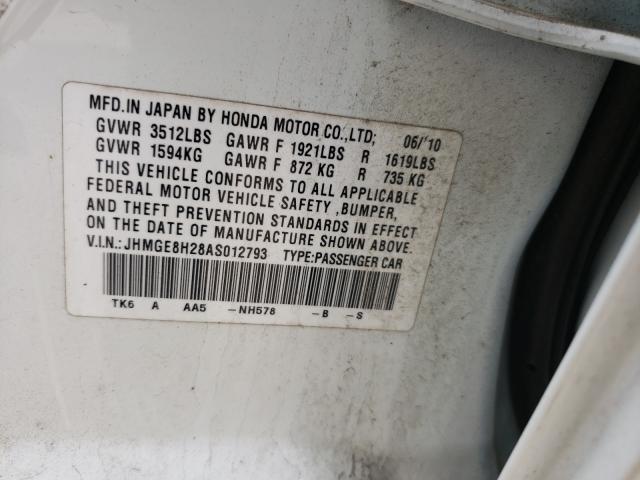 MFD.IN JAPAN BY HONDA MOTOR CO.,LTD; 06/'10
GVWR 3512LBS GAWR F 1921LBS R 1619LBS
GVWR 1594KG GAWR F 872 KG R 735 KG
THIS VEHICLE CONFORMS TO ALL APPLICABLE
FEDERAL MOTOR VEHICLE SAFETY ,BUMPER,
AND THEFT PREVENTION STANDARDS IN EFFECT
ON THE DATE OF MANUFACTURE SHOWN ABOVE.
V.I.N.:JHMGE8H28AS012793 TYPE:PASSENGER CAR
TK6 A AA5 -NH578 -B -S